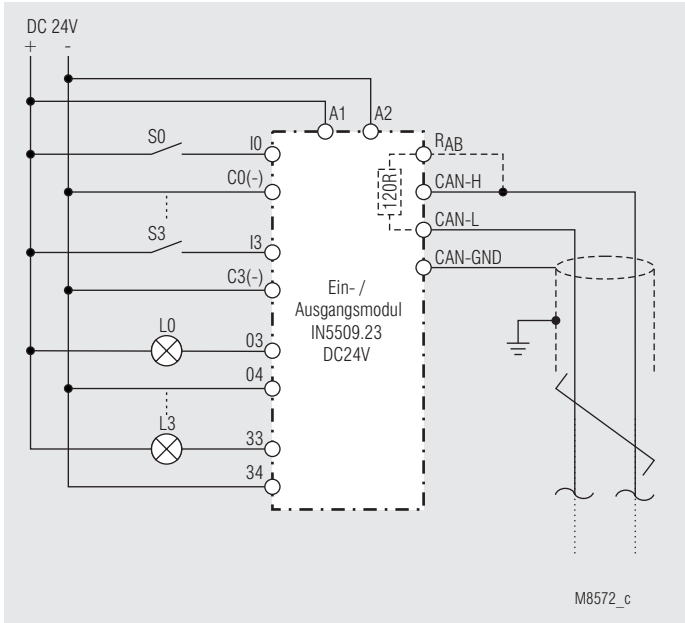 DC 24V
+ -
A1 A2
S0 I0
C0(-)
S3 I3
C3(-)
L0 03
04
L3 33
34
Ein- /
Ausgangsmodul
IN5509.23
DC24V
120R
RAB
CAN-H
CAN-L
CAN-GND
M8572_c